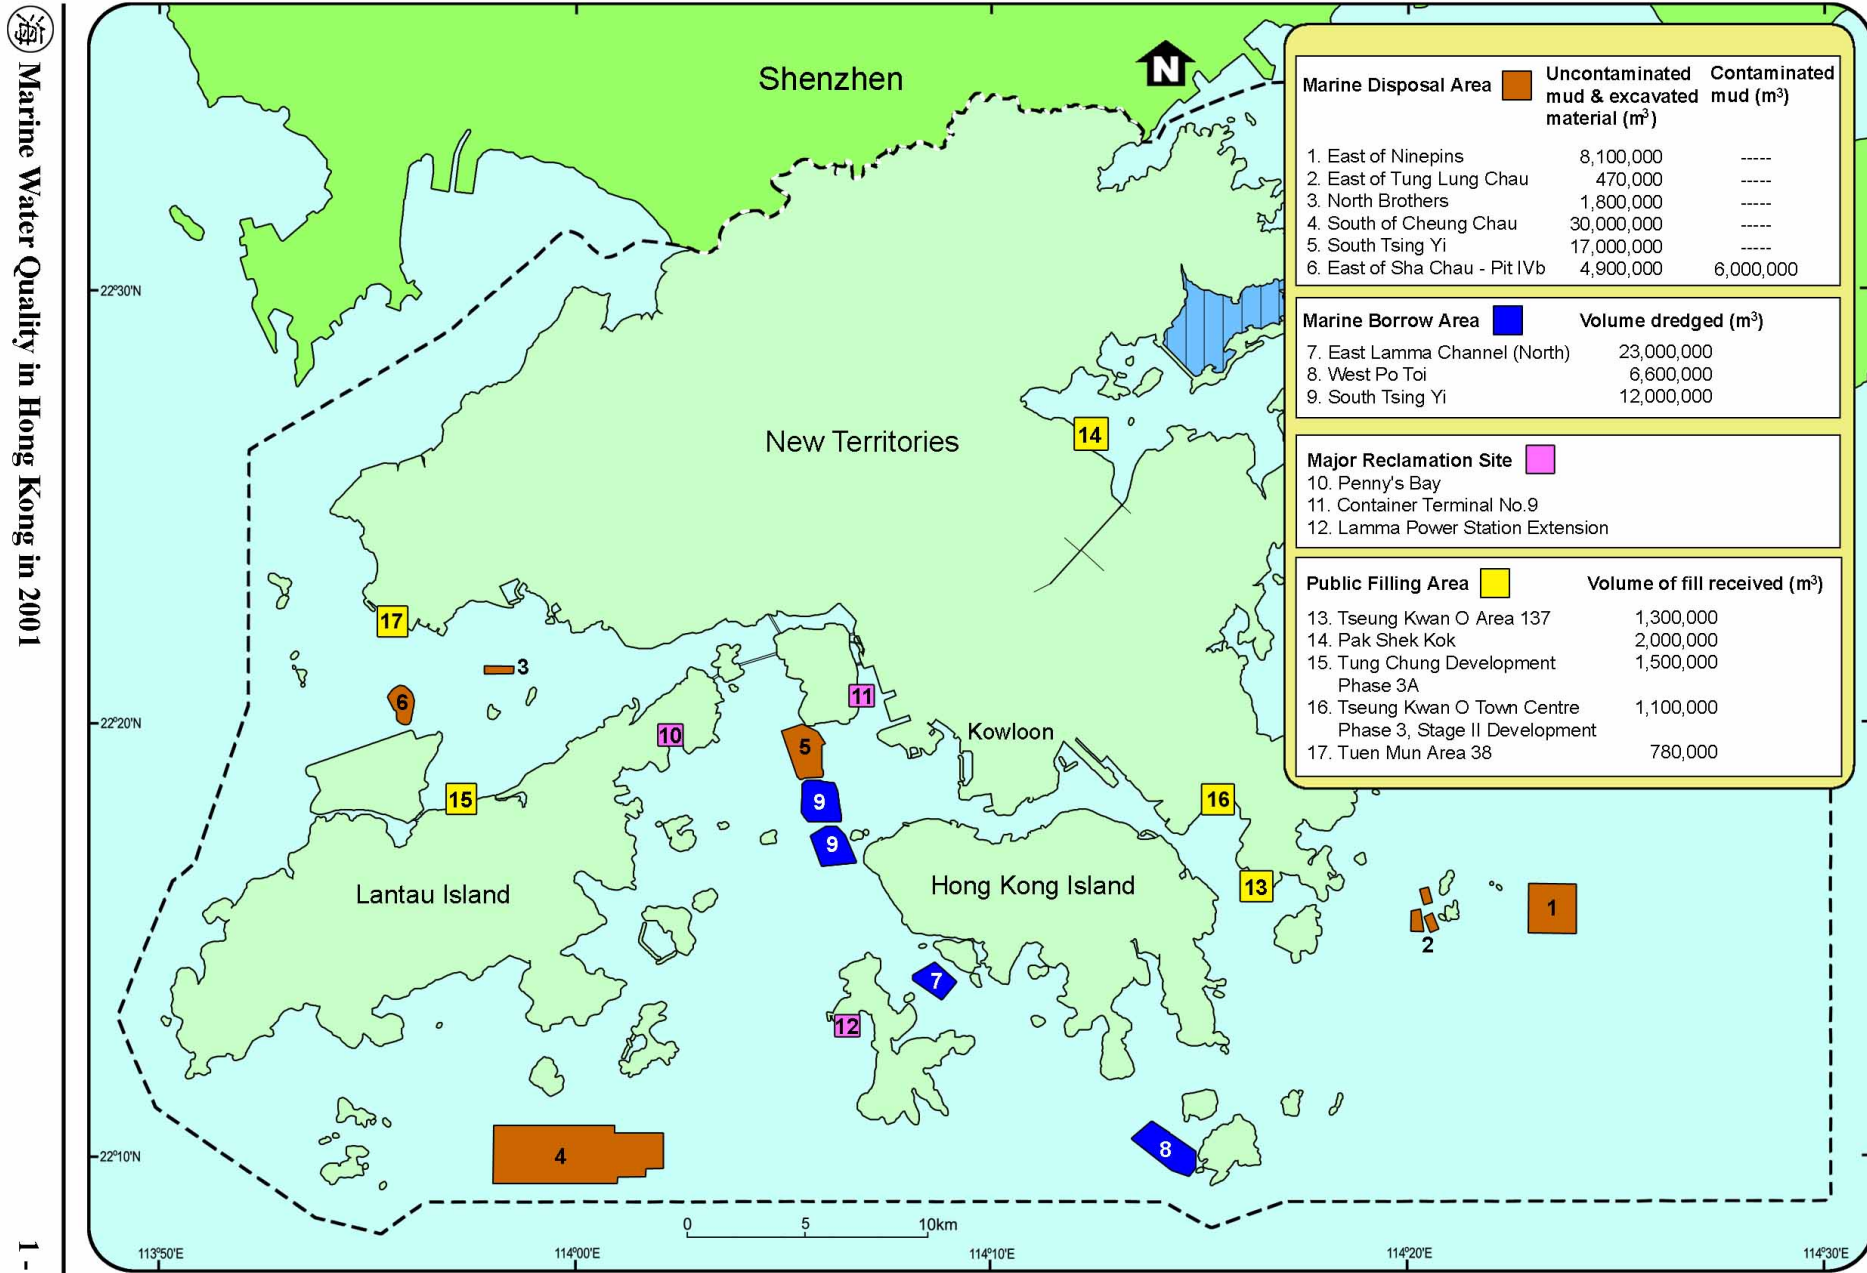 海 Marine Water Quality in Hong Kong in 2001
1 -
Shenzhen
N
New Territories
Kowloon
Lantau Island
Hong Kong Island
14
17
3
6
11
10
5
15
9
16
9
13
1
2
7
12
4
8
22°30'N
22°20'N
22°10'N
0 5 10km
113°50'E 114°00'E 114°10'E 114°20'E 114°30'E
Marine Disposal Area Uncontaminated mud & excavated material (m³) Contaminated mud (m³)
1. East of Ninepins 8,100,000 -----
2. East of Tung Lung Chau 470,000 -----
3. North Brothers 1,800,000 -----
4. South of Cheung Chau 30,000,000 -----
5. South Tsing Yi 17,000,000 -----
6. East of Sha Chau - Pit IVb 4,900,000 6,000,000
Marine Borrow Area Volume dredged (m³)
7. East Lamma Channel (North) 23,000,000
8. West Po Toi 6,600,000
9. South Tsing Yi 12,000,000
Major Reclamation Site
10. Penny's Bay
11. Container Terminal No.9
12. Lamma Power Station Extension
Public Filling Area Volume of fill received (m³)
13. Tseung Kwan O Area 137 1,300,000
14. Pak Shek Kok 2,000,000
15. Tung Chung Development 1,500,000
Phase 3A
16. Tseung Kwan O Town Centre 1,100,000
Phase 3, Stage II Development
17. Tuen Mun Area 38 780,000